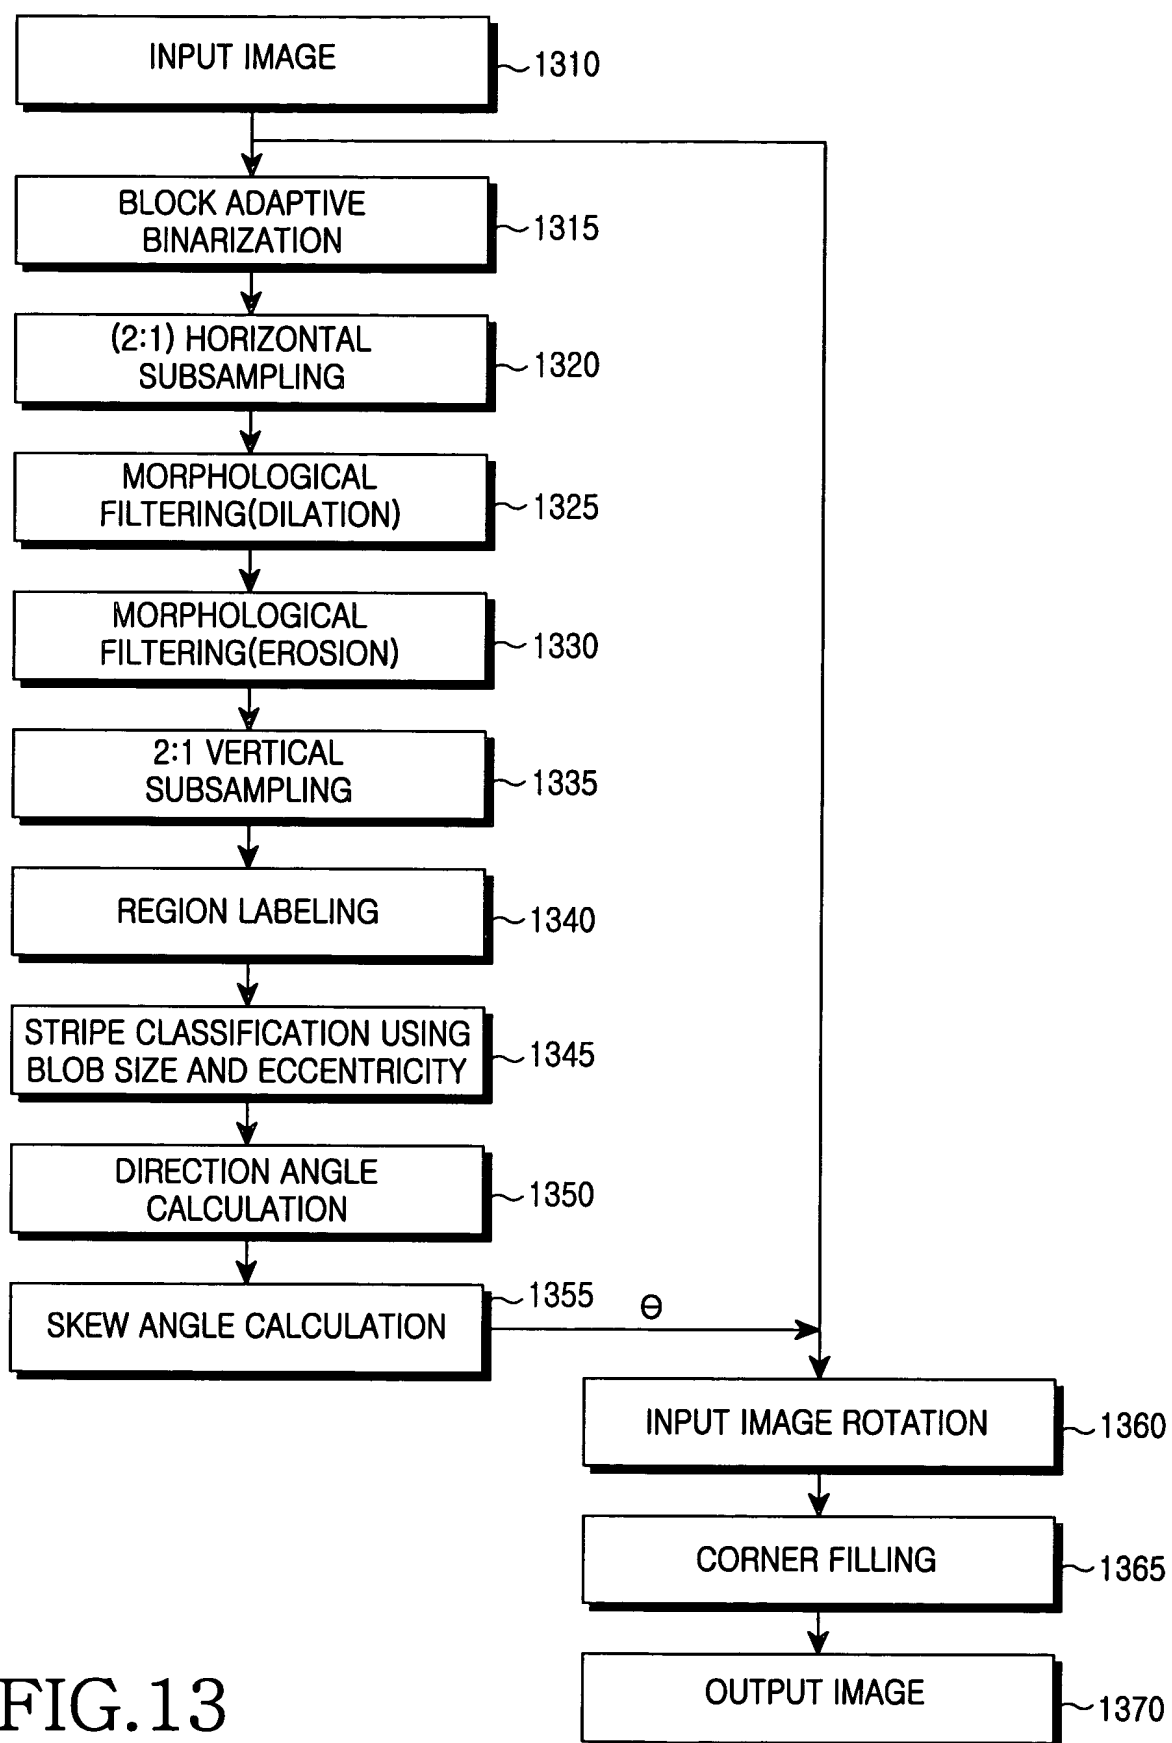 INPUT IMAGE
1310
BLOCK ADAPTIVE
BINARIZATION
1315
(2:1) HORIZONTAL
SUBSAMPLING
1320
MORPHOLOGICAL
FILTERING(DILATION)
1325
MORPHOLOGICAL
FILTERING(EROSION)
1330
2:1 VERTICAL
SUBSAMPLING
1335
REGION LABELING
1340
STRIPE CLASSIFICATION USING
BLOB SIZE AND ECCENTRICITY
1345
DIRECTION ANGLE
CALCULATION
1350
SKEW ANGLE CALCULATION
1355
Θ
INPUT IMAGE ROTATION
1360
CORNER FILLING
1365
OUTPUT IMAGE
1370
FIG.13